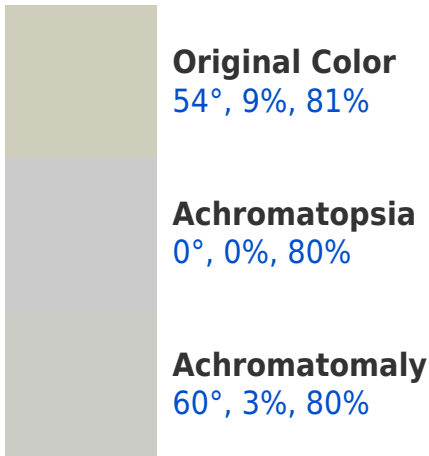 Original Color
54°, 9%, 81%
Achromatopsia
0°, 0%, 80%
Achromatomaly
60°, 3%, 80%